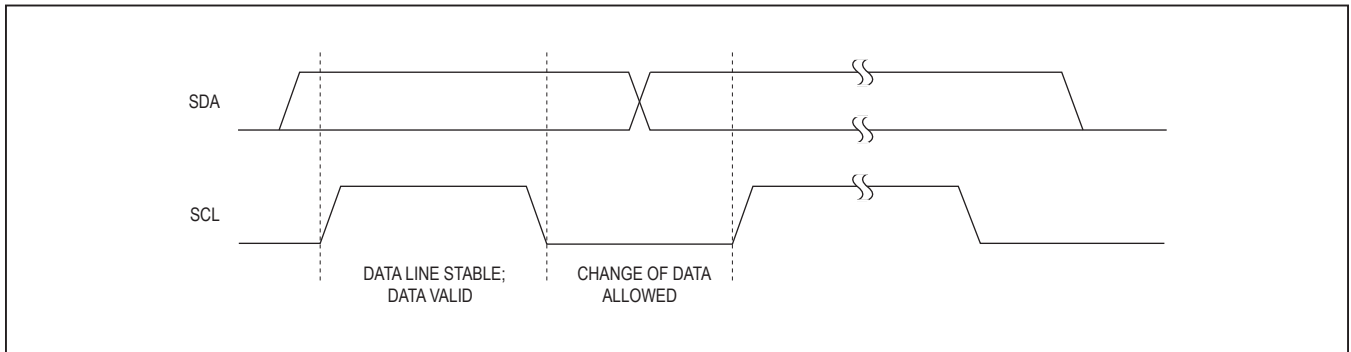 SDA
SCL
DATA LINE STABLE;
DATA VALID
CHANGE OF DATA
ALLOWED